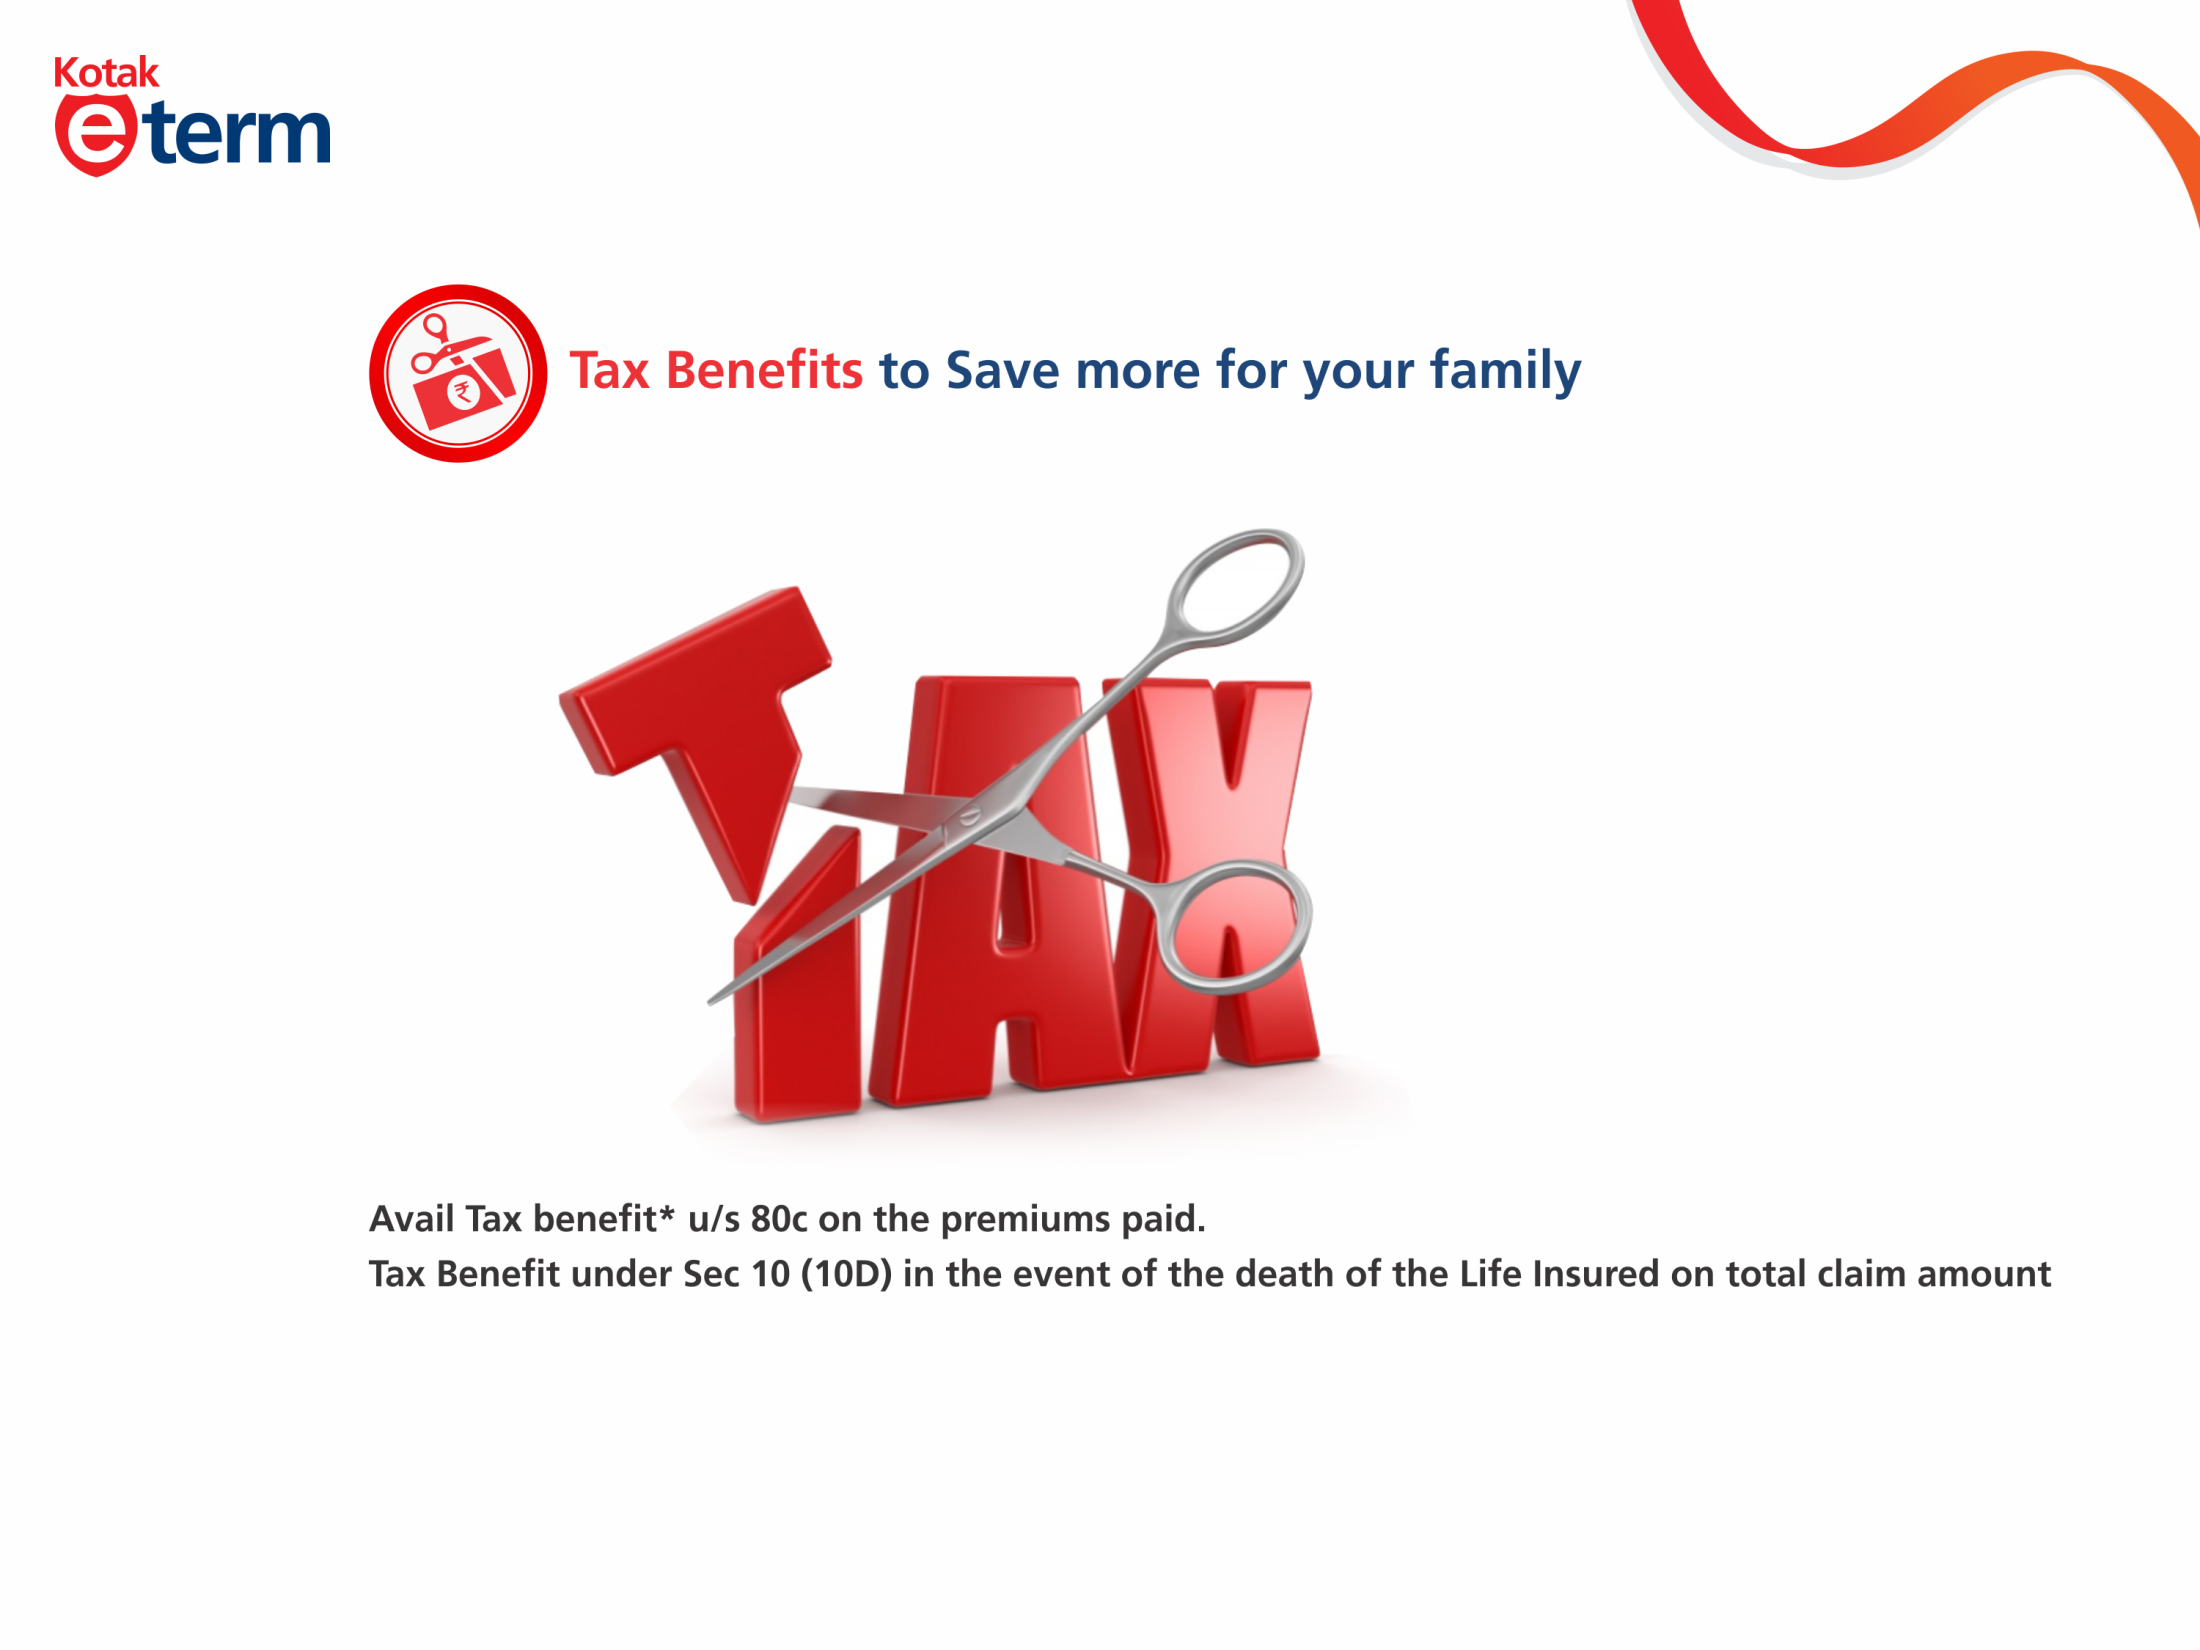 Kotak
eterm
Tax Benefits to Save more for your family
₹
TAX
Avail Tax benefit* u/s 80c on the premiums paid.
Tax Benefit under Sec 10 (10D) in the event of the death of the Life Insured on total claim amount